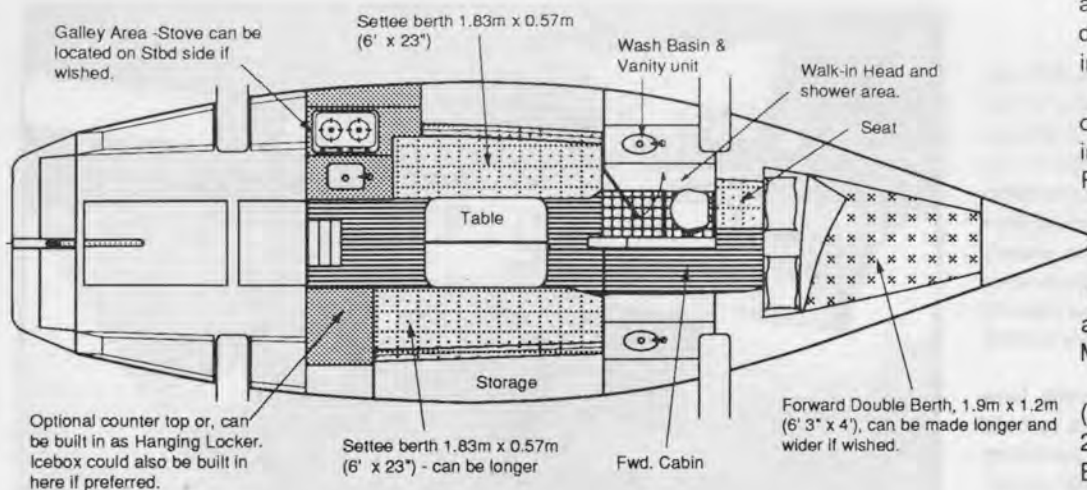 Galley Area -Stove can be
located on Stbd side if
wished.
Settee berth 1.83m x 0.57m
(6' x 23")
Wash Basin &
Vanity unit
Walk-in Head and
shower area.
Seat
Table
Storage
Optional counter top or, can
be built in as Hanging Locker.
Icebox could also be built in
here if preferred.
Settee berth 1.83m x 0.57m
(6' x 23") - can be longer
Fwd. Cabin
Forward Double Berth, 1.9m x 1.2m
(6' 3" x 4'), can be made longer and
wider if wished.